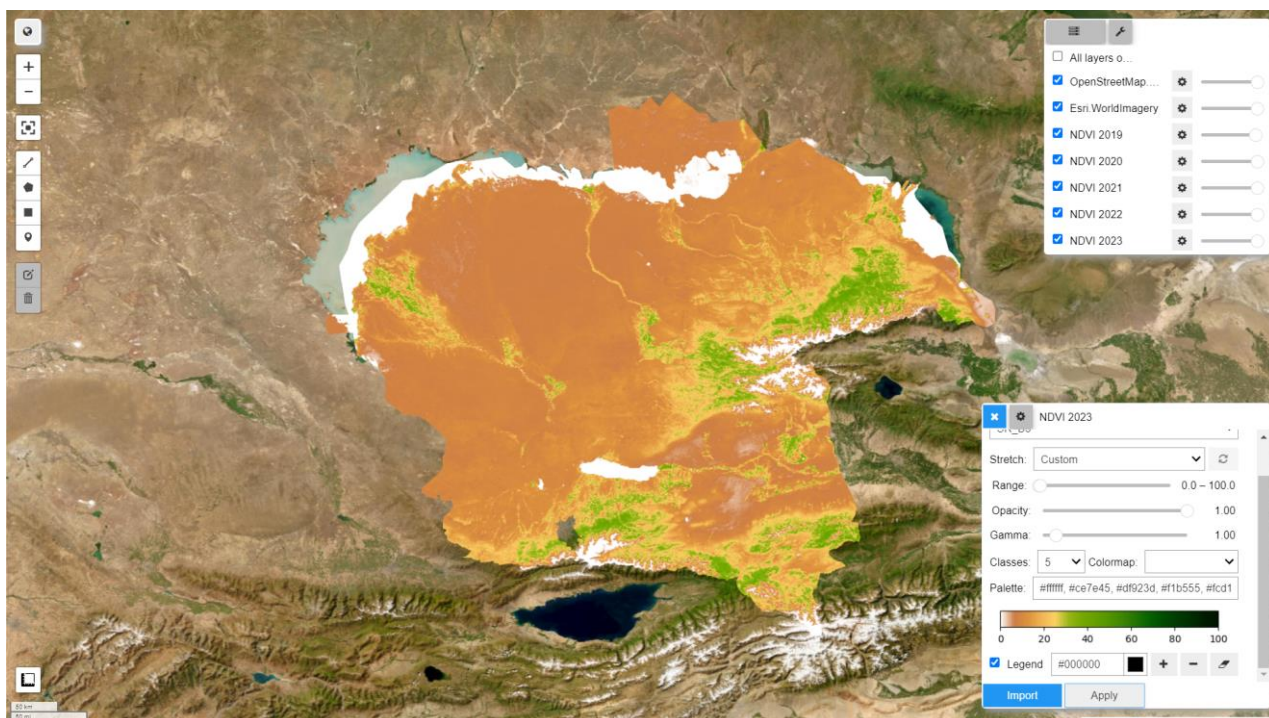 All layers o...
OpenStreetMap....
Esri.WorldImagery
NDVI 2019
NDVI 2020
NDVI 2021
NDVI 2022
NDVI 2023
NDVI 2023
Stretch: Custom
Range: 0.0 – 100.0
Opacity: 1.00
Gamma: 1.00
Classes: 5 Colormap:
Palette: #ffffff, #ce7e45, #df923d, #f1b555, #fcd1
0 20 40 60 80 100
Legend #000000
Import Apply
50 km